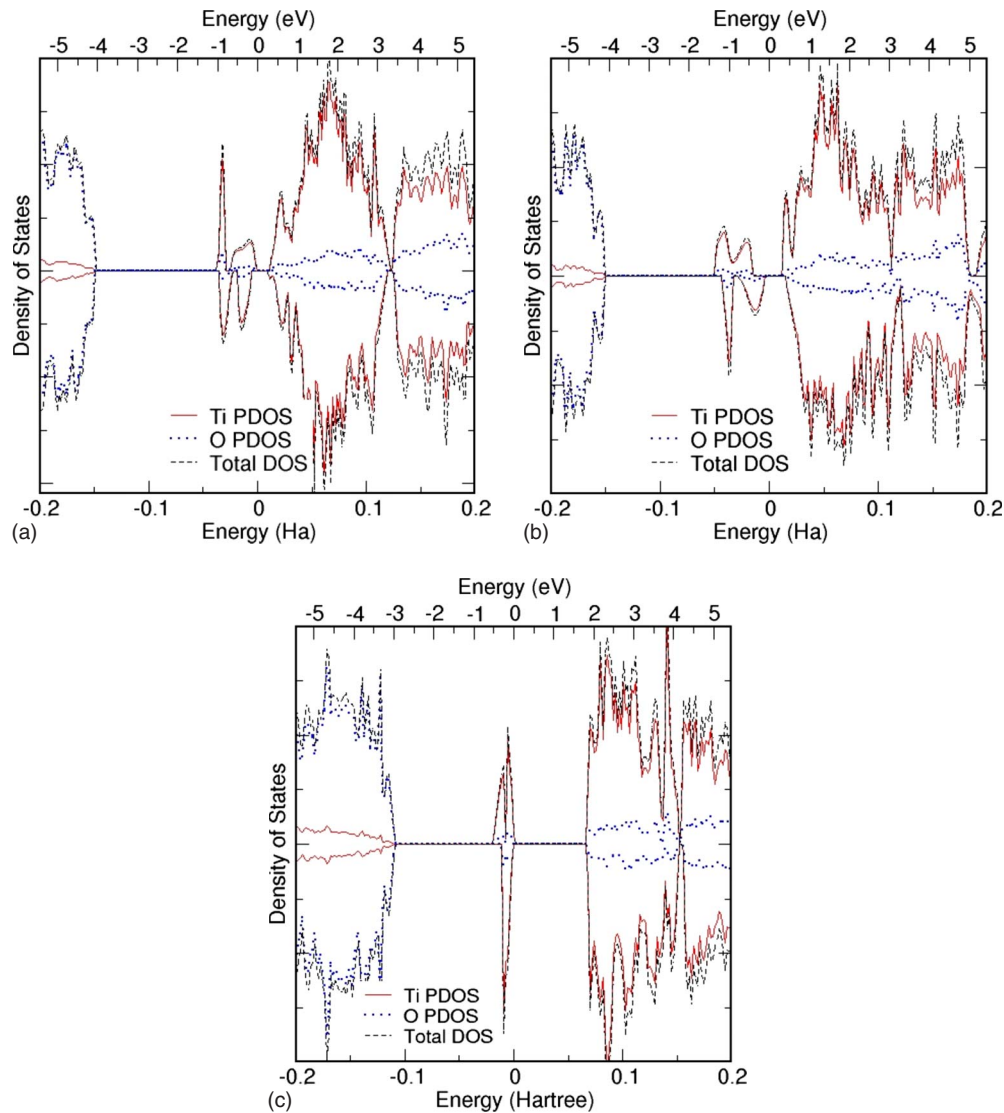 Energy (eV)
-5 -4 -3 -2 -1 0 1 2 3 4 5
Density of States
Ti PDOS
O PDOS
Total DOS
-0.2 -0.1 0 0.1 0.2
Energy (Ha)
(a)
Energy (eV)
-5 -4 -3 -2 -1 0 1 2 3 4 5
Density of States
Ti PDOS
O PDOS
Total DOS
-0.2 -0.1 0 0.1 0.2
Energy (Ha)
(b)
Energy (eV)
-5 -4 -3 -2 -1 0 1 2 3 4 5
Density of States
Ti PDOS
O PDOS
Total DOS
-0.2 -0.1 0 0.1 0.2
Energy (Hartree)
(c)